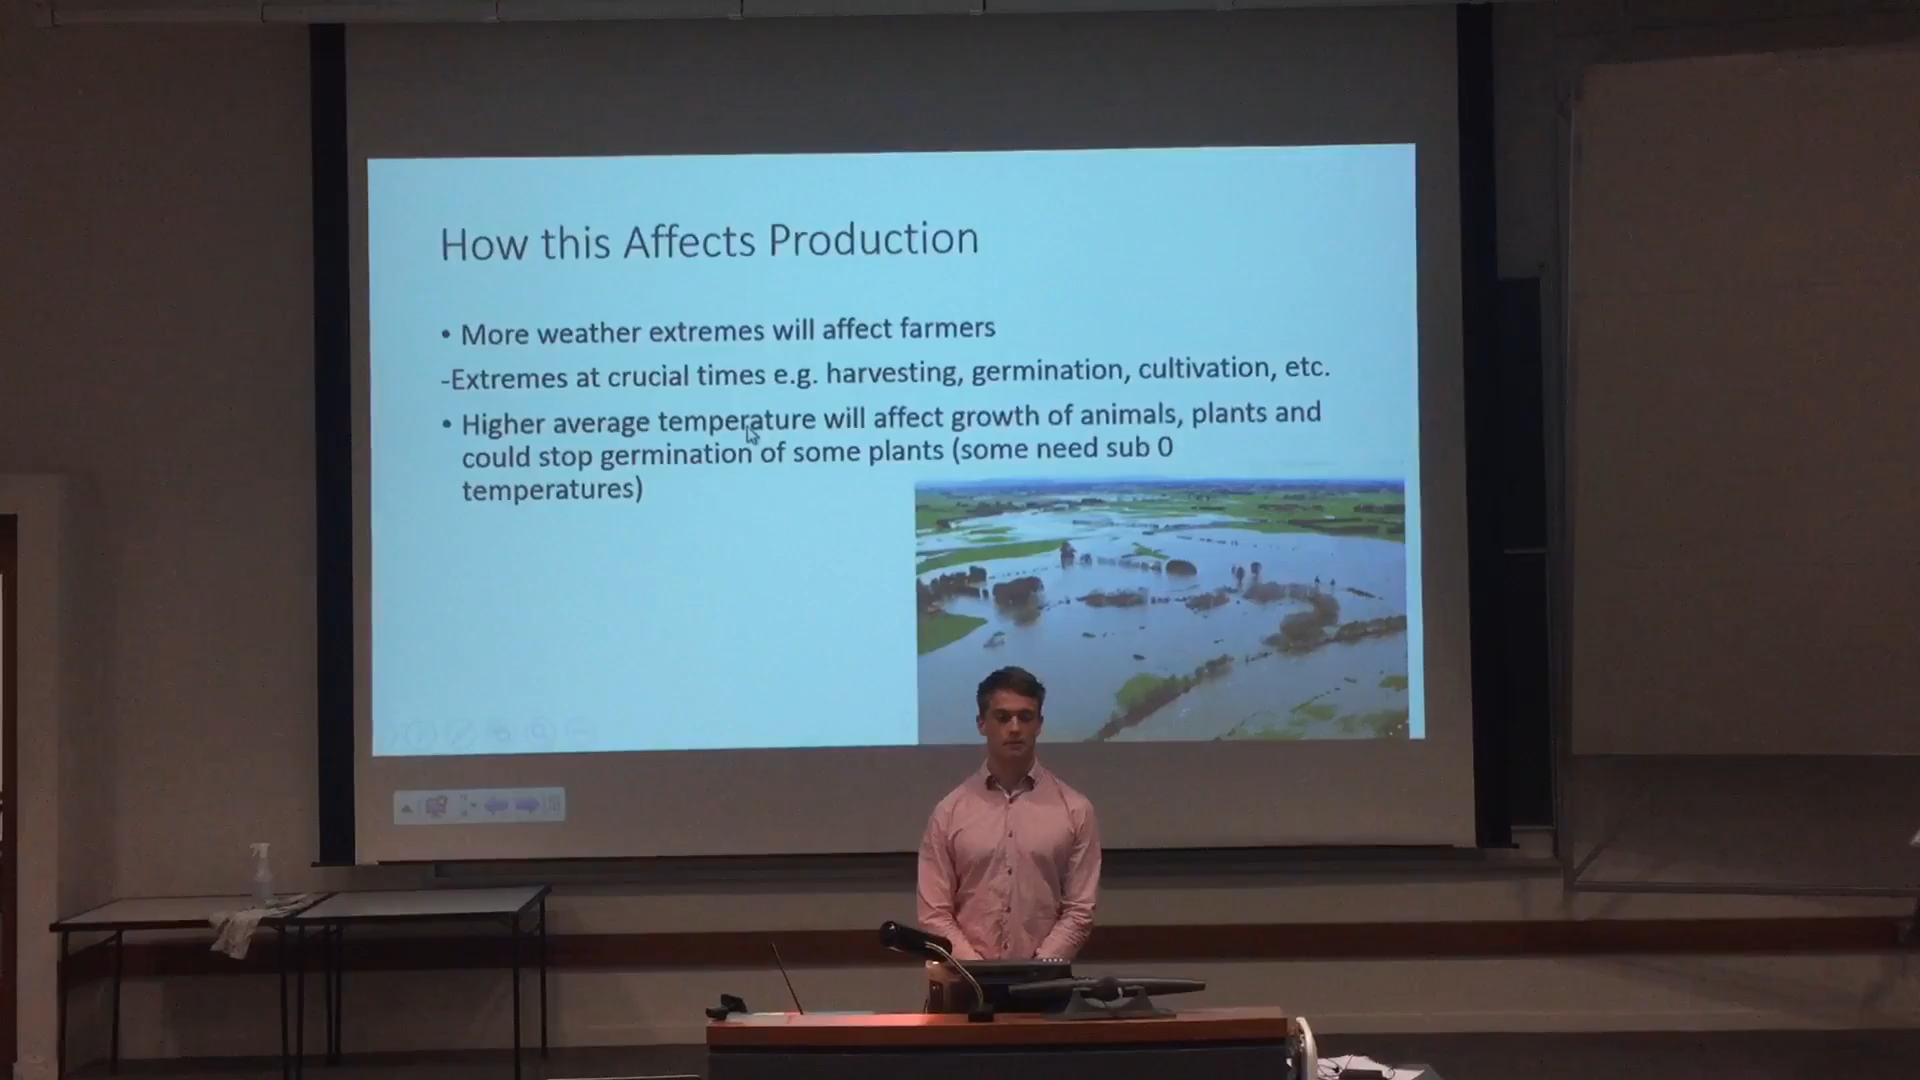 How this Affects Production
• More weather extremes will affect farmers
-Extremes at crucial times e.g. harvesting, germination, cultivation, etc.
• Higher average temperature will affect growth of animals, plants and
could stop germination of some plants (some need sub 0
temperatures)